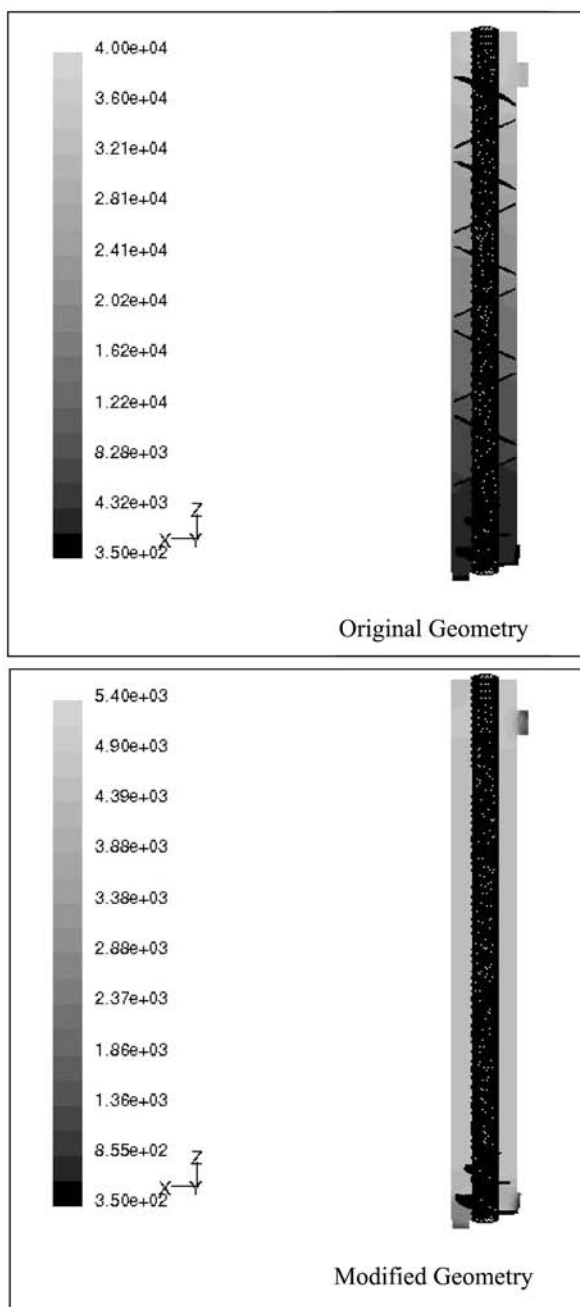 4.00e+04
3.60e+04
3.21e+04
2.81e+04
2.41e+04
2.02e+04
1.62e+04
1.22e+04
8.28e+03
4.32e+03
3.50e+02
Z
X Y
Original Geometry
5.40e+03
4.90e+03
4.39e+03
3.88e+03
3.38e+03
2.88e+03
2.37e+03
1.86e+03
1.36e+03
8.55e+02
3.50e+02
Z
X Y
Modified Geometry